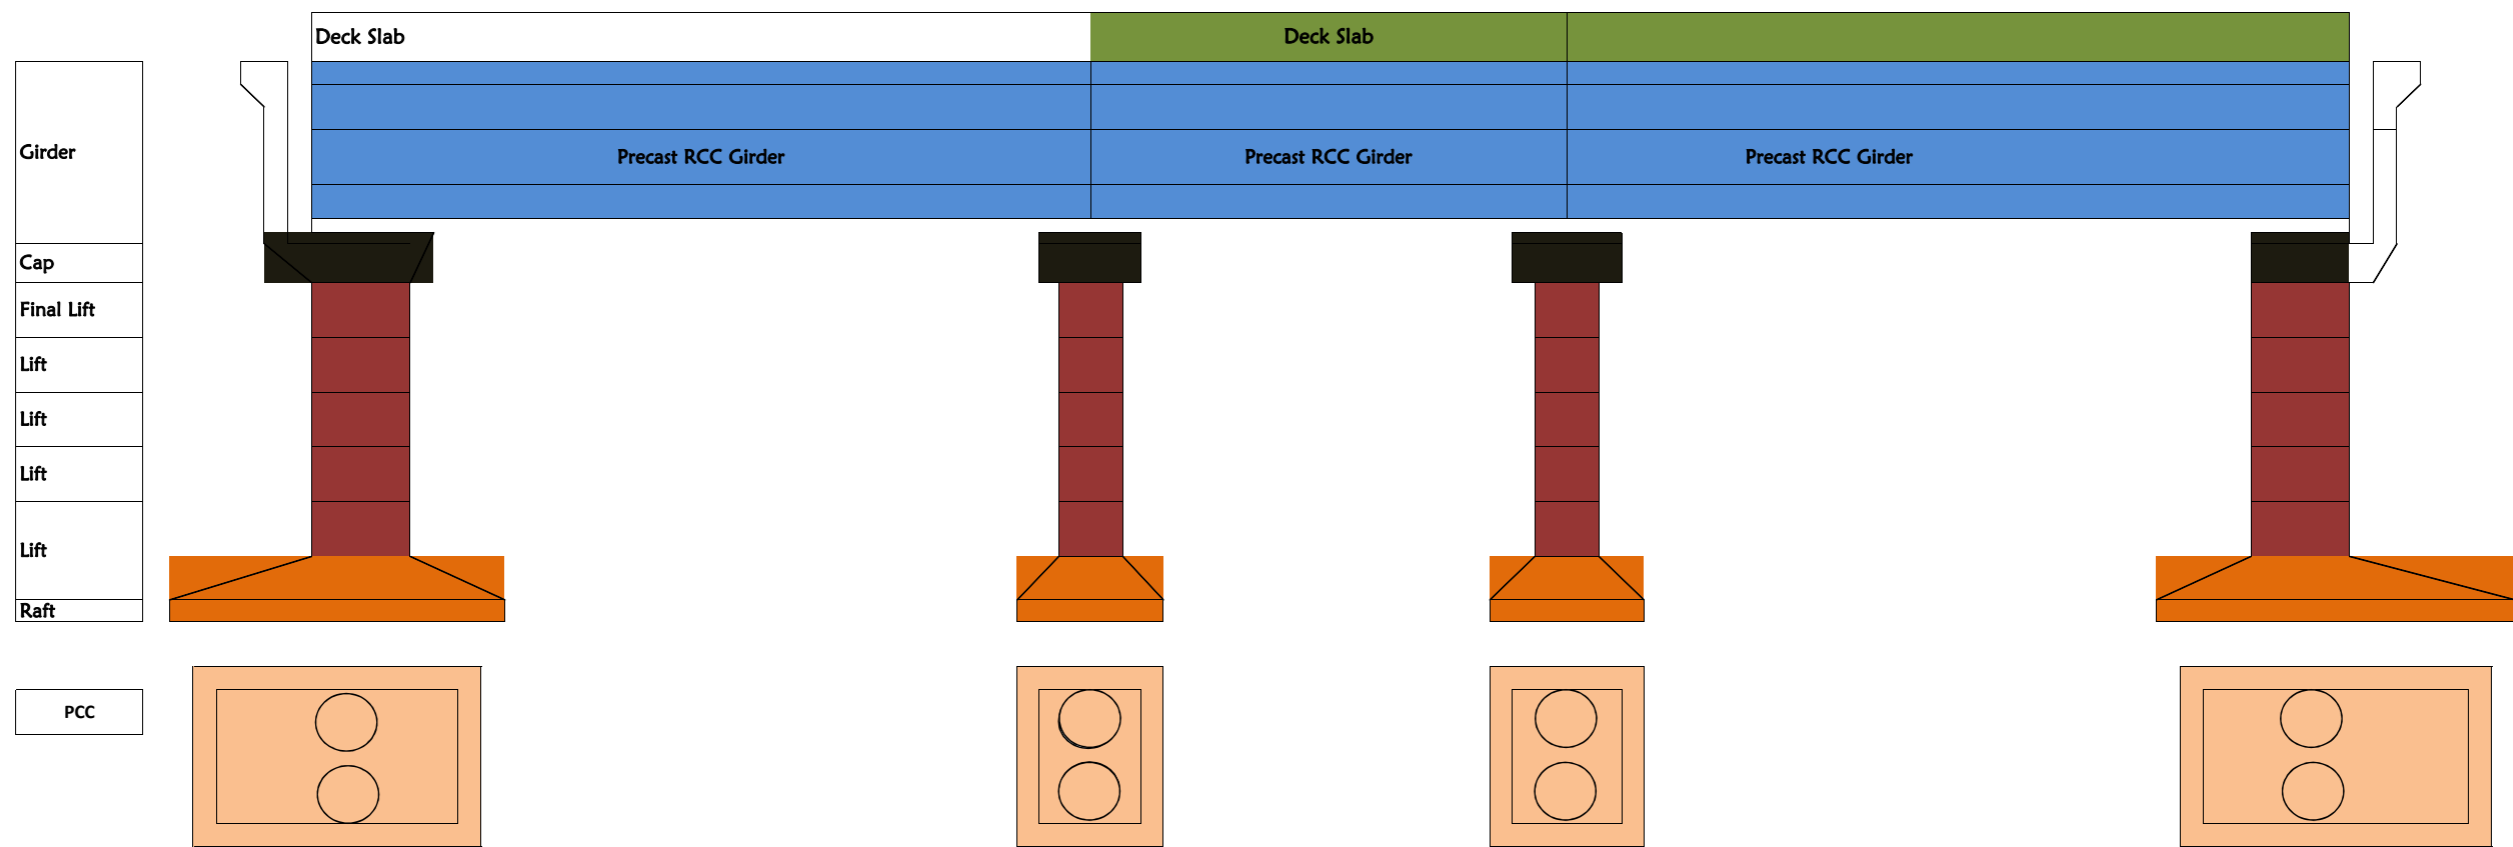 Deck Slab
Deck Slab
Girder
Precast RCC Girder
Precast RCC Girder
Precast RCC Girder
Cap
Final Lift
Lift
Lift
Lift
Lift
Raft
PCC